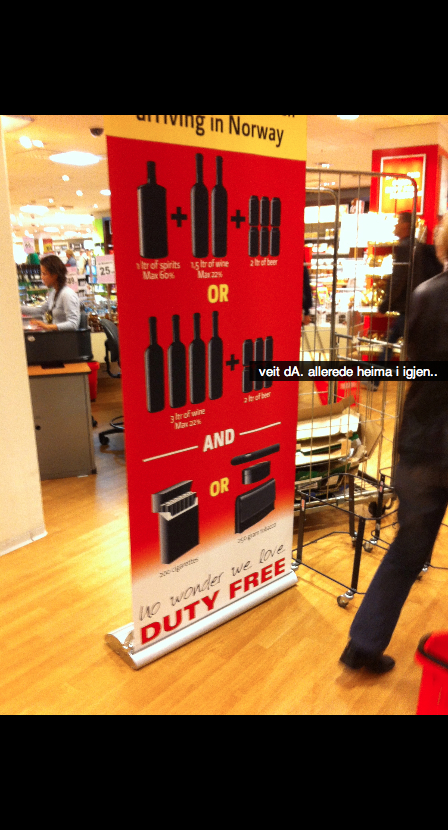 arriving in Norway
1 ltr of spirits
Max 60%
1,5 ltr of wine
Max 22%
2 ltr of beer
OR
3 ltr of wine
Max 22%
2 ltr of beer
AND
OR
200 cigarettes
250 gram tobacco
no wonder we love
DUTY FREE
25
veit dA. allerede heima i igjen..